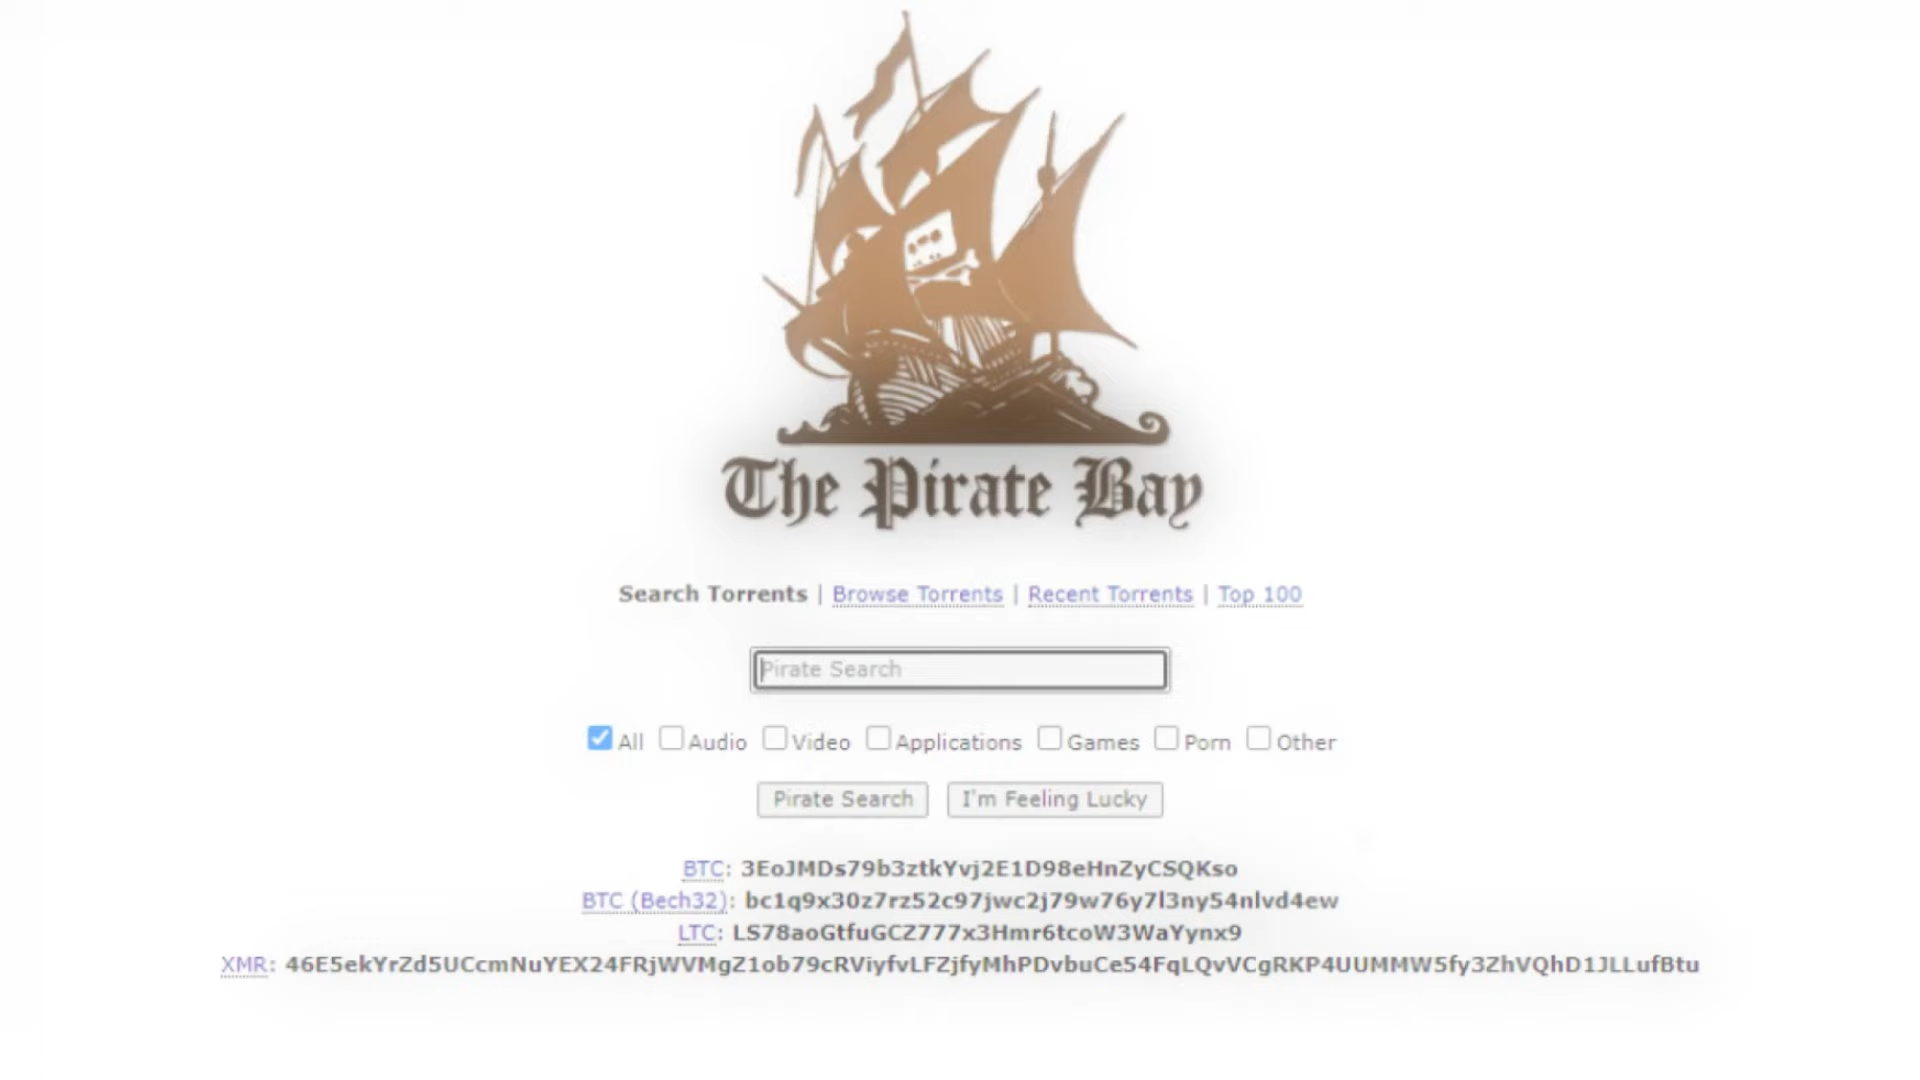 The Pirate Bay
Search Torrents | Browse Torrents | Recent Torrents | Top 100
Pirate Search
All Audio Video Applications Games Porn Other
Pirate Search I'm Feeling Lucky
BTC: 3EoJMDs79b3ztkYvj2E1D98eHnZyCSQKso
BTC (Bech32): bc1q9x30z7rz52c97jwc2j79w76y7l3ny54nlvd4ew
LTC: LS78aoGtfuGCZ777x3Hmr6tcoW3WaYynx9
XMR: 46E5ekYrZd5UCcmNuYEX24FRjWVMgZ1ob79cRViyfvLFZjfyMhPDvbuCe54FqLQvVCgRKP4UUMMW5fy3ZhVQhD1JLLufBtu